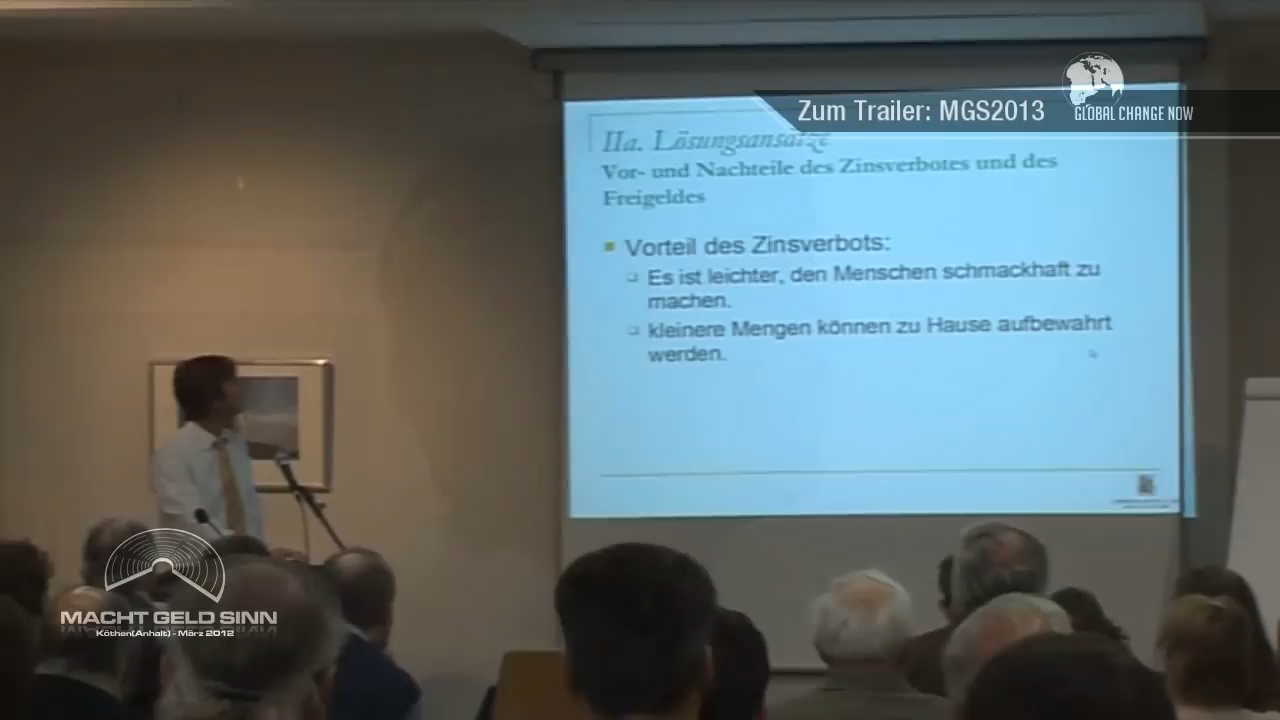 Zum Trailer: MGS2013
GLOBAL CHANGE NOW
IIa. Lösungsansätze
Vor- und Nachteile des Zinsverbotes und des
Freigeldes
Vorteil des Zinsverbots:
Es ist leichter, den Menschen schmackhaft zu
machen.
kleinere Mengen können zu Hause aufbewahrt
werden.
MACHT GELD SINN
Köthen(Anhalt) - März 2012